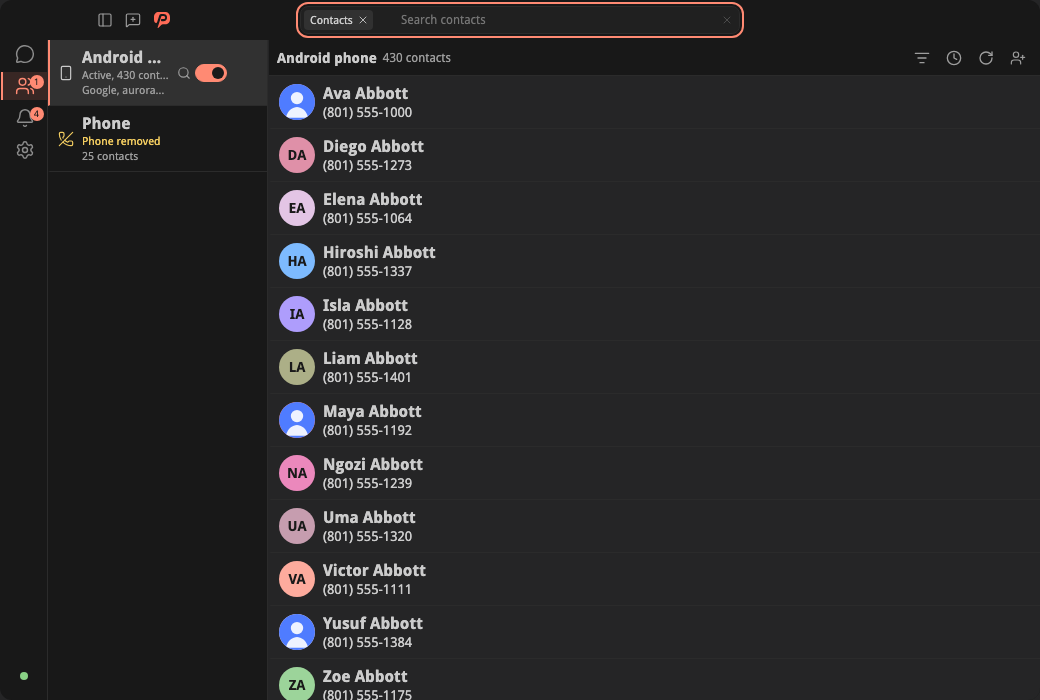 Contacts
Search contacts
1
4
Android ...
Active, 430 cont...
Google, aurora...
Phone
Phone removed
25 contacts
Android phone 430 contacts
Ava Abbott
(801) 555-1000
DA
Diego Abbott
(801) 555-1273
EA
Elena Abbott
(801) 555-1064
HA
Hiroshi Abbott
(801) 555-1337
IA
Isla Abbott
(801) 555-1128
LA
Liam Abbott
(801) 555-1401
Maya Abbott
(801) 555-1192
NA
Ngozi Abbott
(801) 555-1239
UA
Uma Abbott
(801) 555-1320
VA
Victor Abbott
(801) 555-1111
Yusuf Abbott
(801) 555-1384
ZA
Zoe Abbott
(801) 555-1175